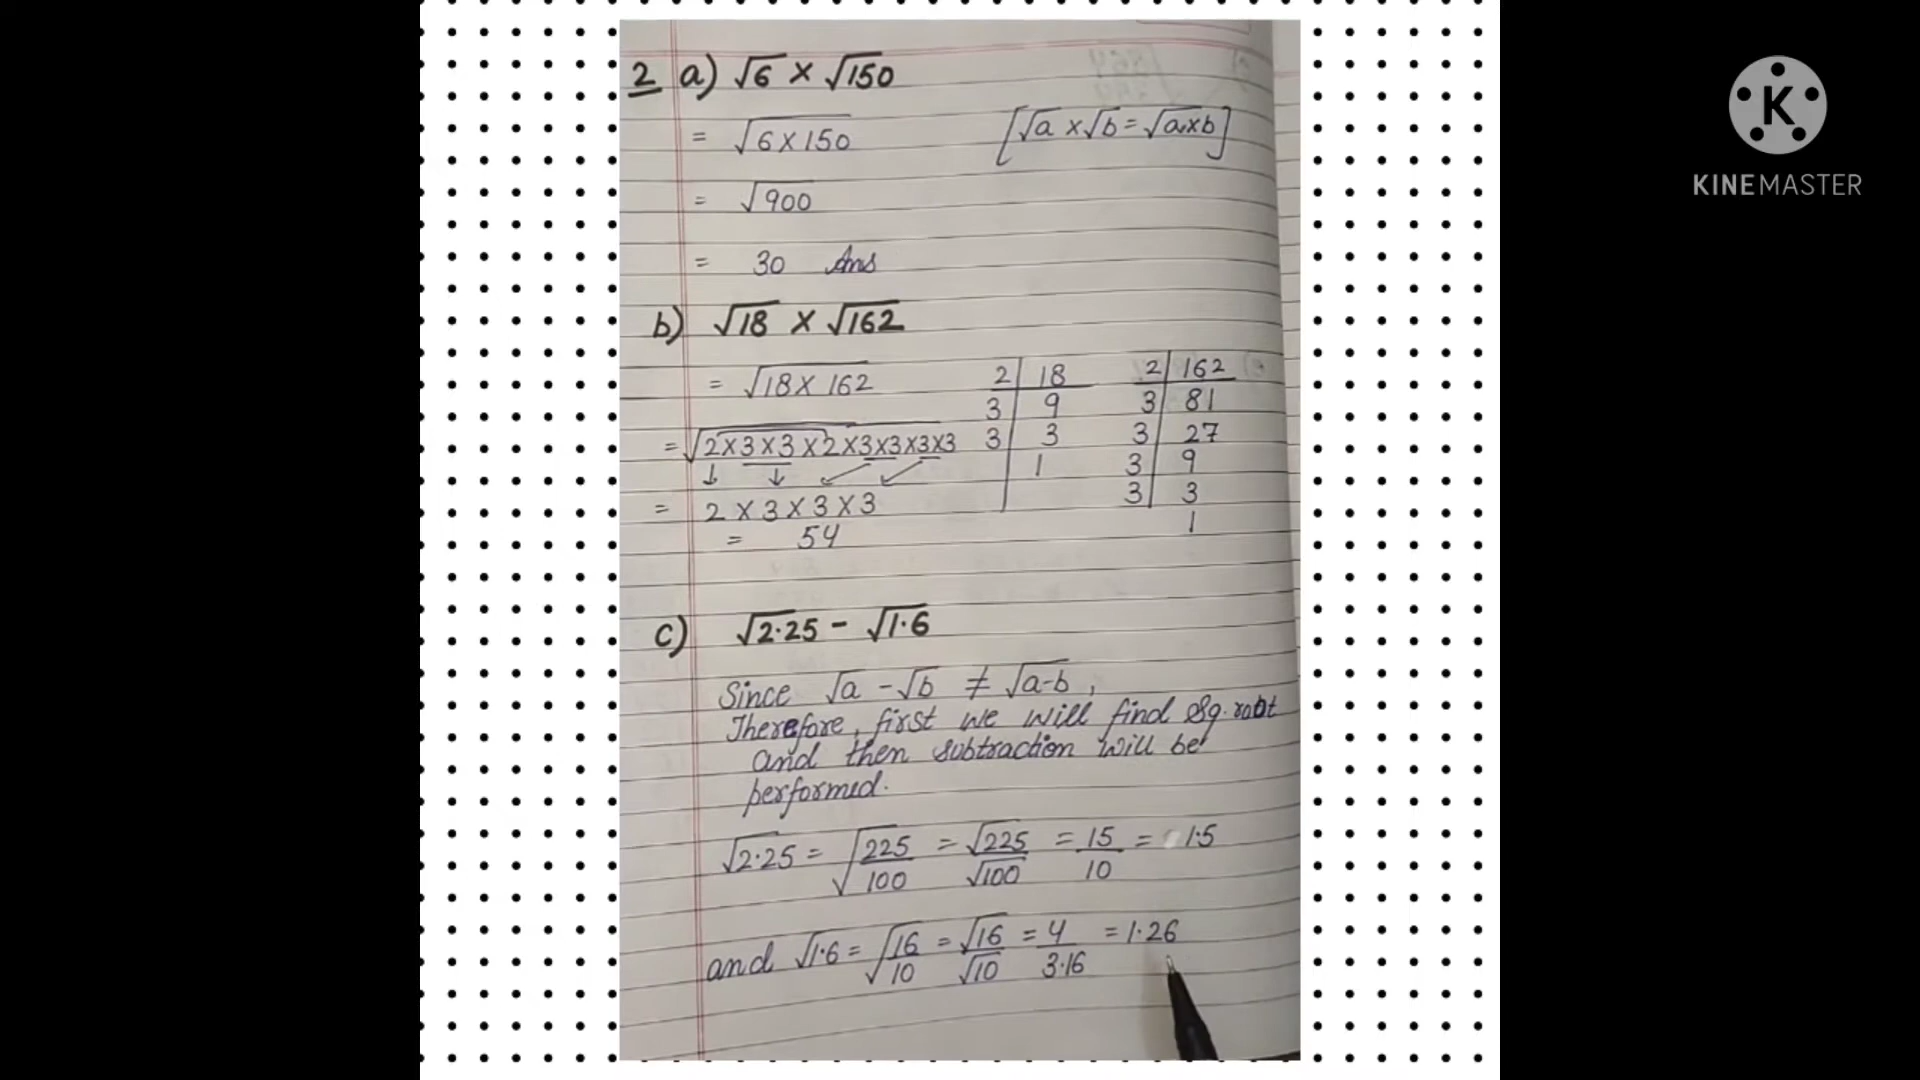 2 a) √6 × √150
= √6×150 [√a ×√b = √a×b]
= √900
= 30 Ans
b) √18 × √162
= √18× 162
= √2×3×3×2×3×3×3×3
= 2×3×3×3
= 54
2 18
3 9
3 3
1
2 162
3 81
3 27
3 9
3 3
1
c) √2.25 - √1.6
Since √a - √b ≠ √a-b,
Therefore, first we will find Sq. root
and then subtraction will be
performed.
√2.25 = √225/100 = √225/√100 = 15/10 = 1.5
and √1.6 = √16/10 = √16/√10 = 4/3.16 = 1.26
K
KINEMASTER